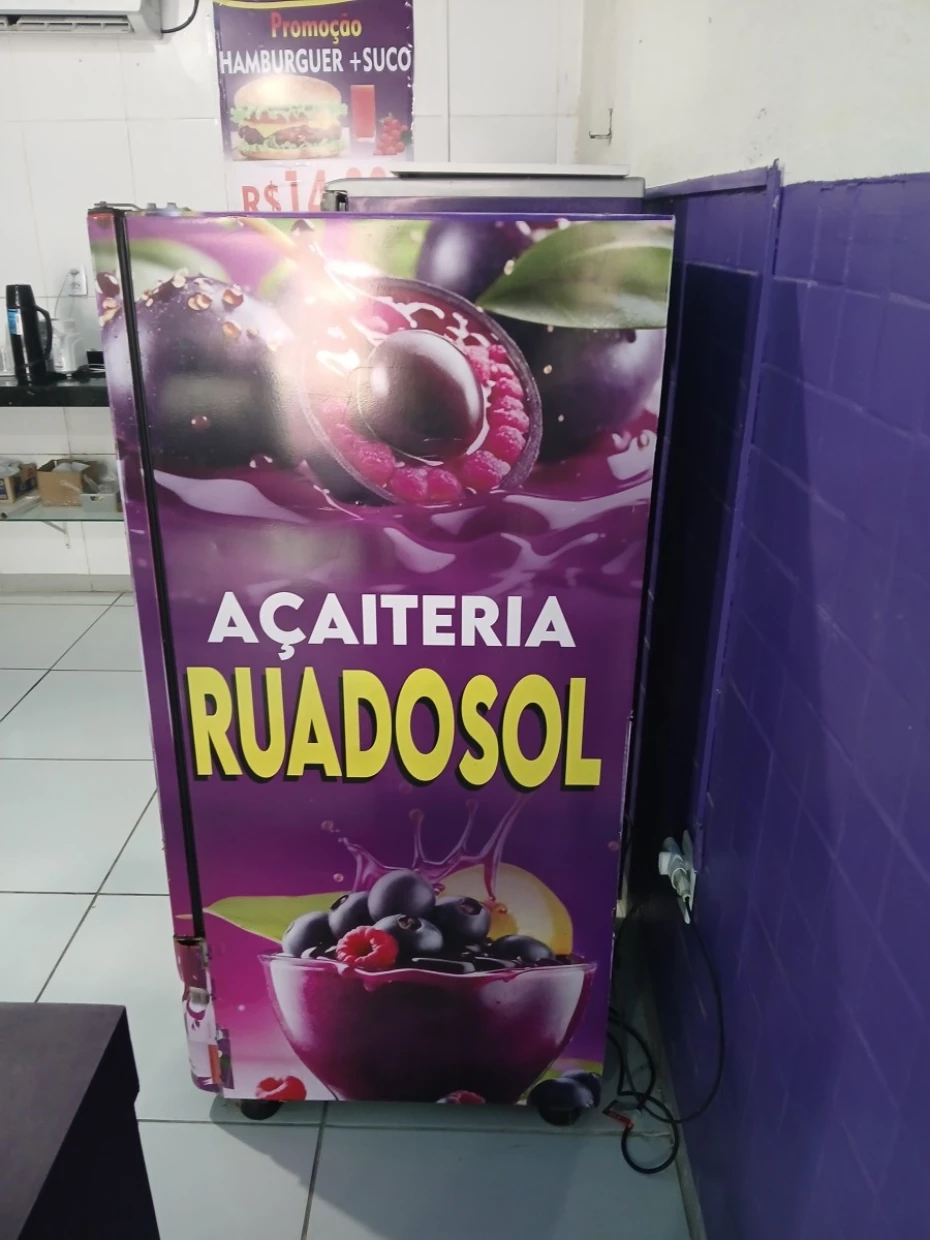 Promoção
HAMBURGUER +SUCO
R$
AÇAITERIA
RUADOSOL